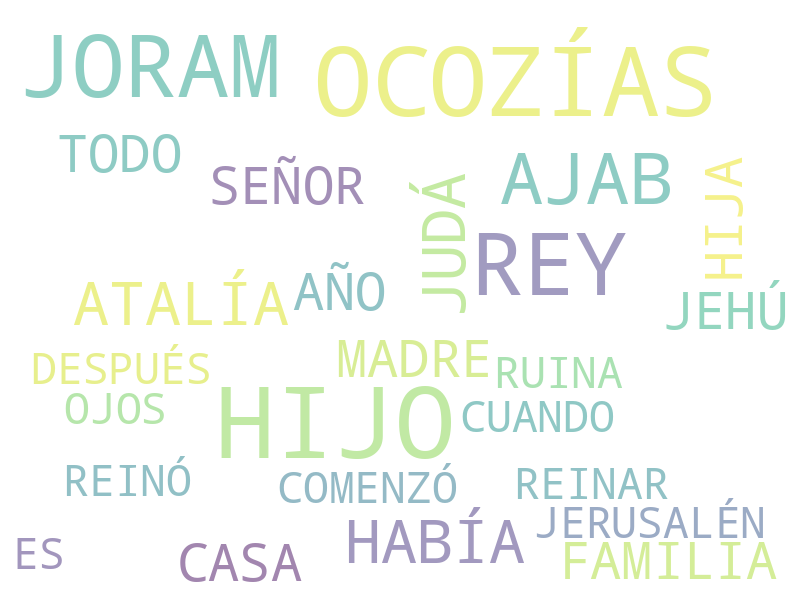 JORAM OCOZÍAS
TODO
SEÑOR
AJAB
HIJA
JUDÁ
REY
ATALÍA
AÑO
JEHÚ
DESPUÉS
MADRE
RUINA
OJOS
HIJO
CUANDO
REINÓ
COMENZÓ
REINAR
JERUSALÉN
HABÍA
ES
CASA
FAMILIA